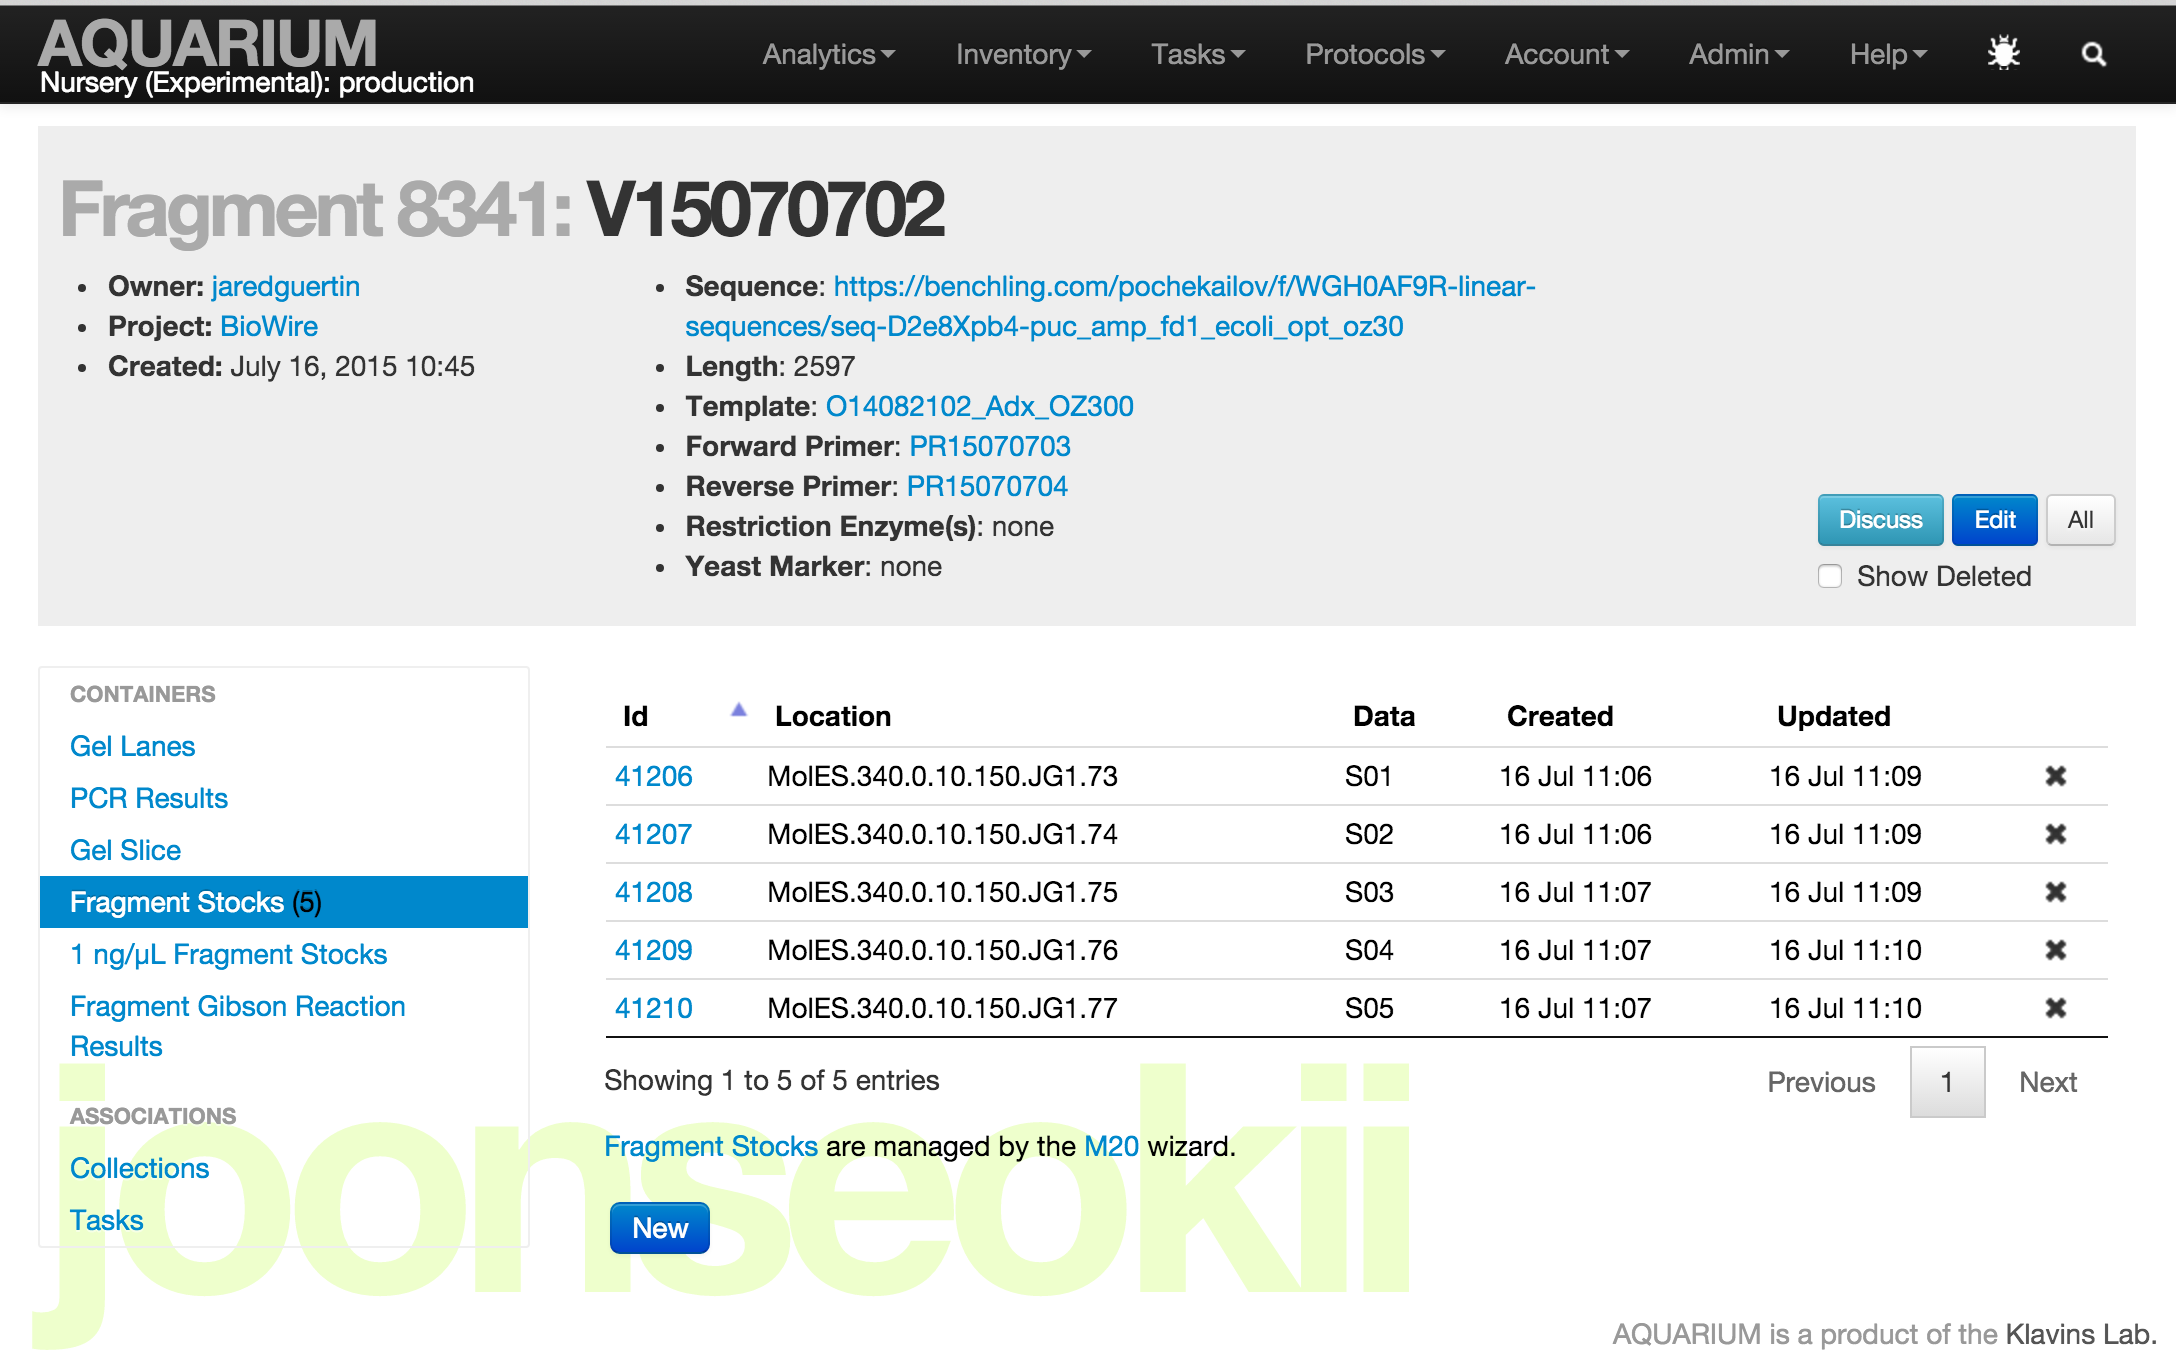 AQUARIUM
Nursery (Experimental): production
Analytics Inventory Tasks Protocols Account Admin Help
Fragment 8341: V15070702
Owner: jaredguertin
Project: BioWire
Created: July 16, 2015 10:45
Sequence: https://benchling.com/pochekailov/f/WGH0AF9R-linear-
sequences/seq-D2e8Xpb4-puc_amp_fd1_ecoli_opt_oz30
Length: 2597
Template: O14082102_Adx_OZ300
Forward Primer: PR15070703
Reverse Primer: PR15070704
Restriction Enzyme(s): none
Yeast Marker: none
Discuss Edit All
Show Deleted
CONTAINERS
Gel Lanes
PCR Results
Gel Slice
Fragment Stocks (5)
1 ng/µL Fragment Stocks
Fragment Gibson Reaction
Results
ASSOCIATIONS
Collections
Tasks
Id Location Data Created Updated
41206 MolES.340.0.10.150.JG1.73 S01 16 Jul 11:06 16 Jul 11:09
41207 MolES.340.0.10.150.JG1.74 S02 16 Jul 11:06 16 Jul 11:09
41208 MolES.340.0.10.150.JG1.75 S03 16 Jul 11:07 16 Jul 11:09
41209 MolES.340.0.10.150.JG1.76 S04 16 Jul 11:07 16 Jul 11:10
41210 MolES.340.0.10.150.JG1.77 S05 16 Jul 11:07 16 Jul 11:10
Showing 1 to 5 of 5 entries
Previous 1 Next
Fragment Stocks are managed by the M20 wizard.
New
joonseokii
AQUARIUM is a product of the Klavins Lab.